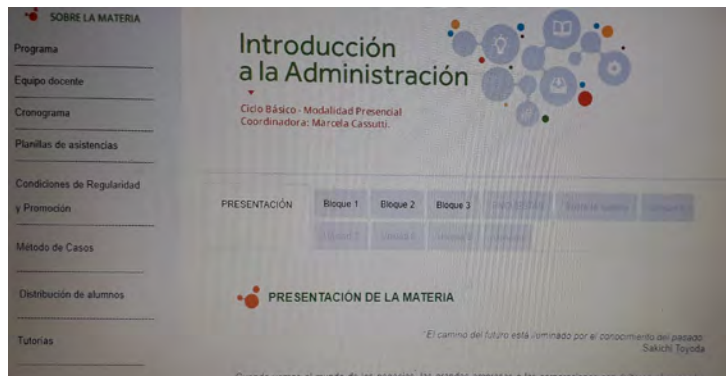 SOBRE LA MATERIA
Programa
Equipo docente
Cronograma
Planillas de asistencias
Condiciones de Regularidad
y Promoción
Método de Casos
Distribución de alumnos
Tutorias
Introducción
a la Administración
Ciclo Básico - Modalidad Presencial
Coordinadora: Marcela Cassutti.
PRESENTACIÓN
Bloque 1
Bloque 2
Bloque 3
PRESENTACIÓN DE LA MATERIA
"El camino del futuro está iluminado por el conocimiento del pasado
Sakichi Toyoda